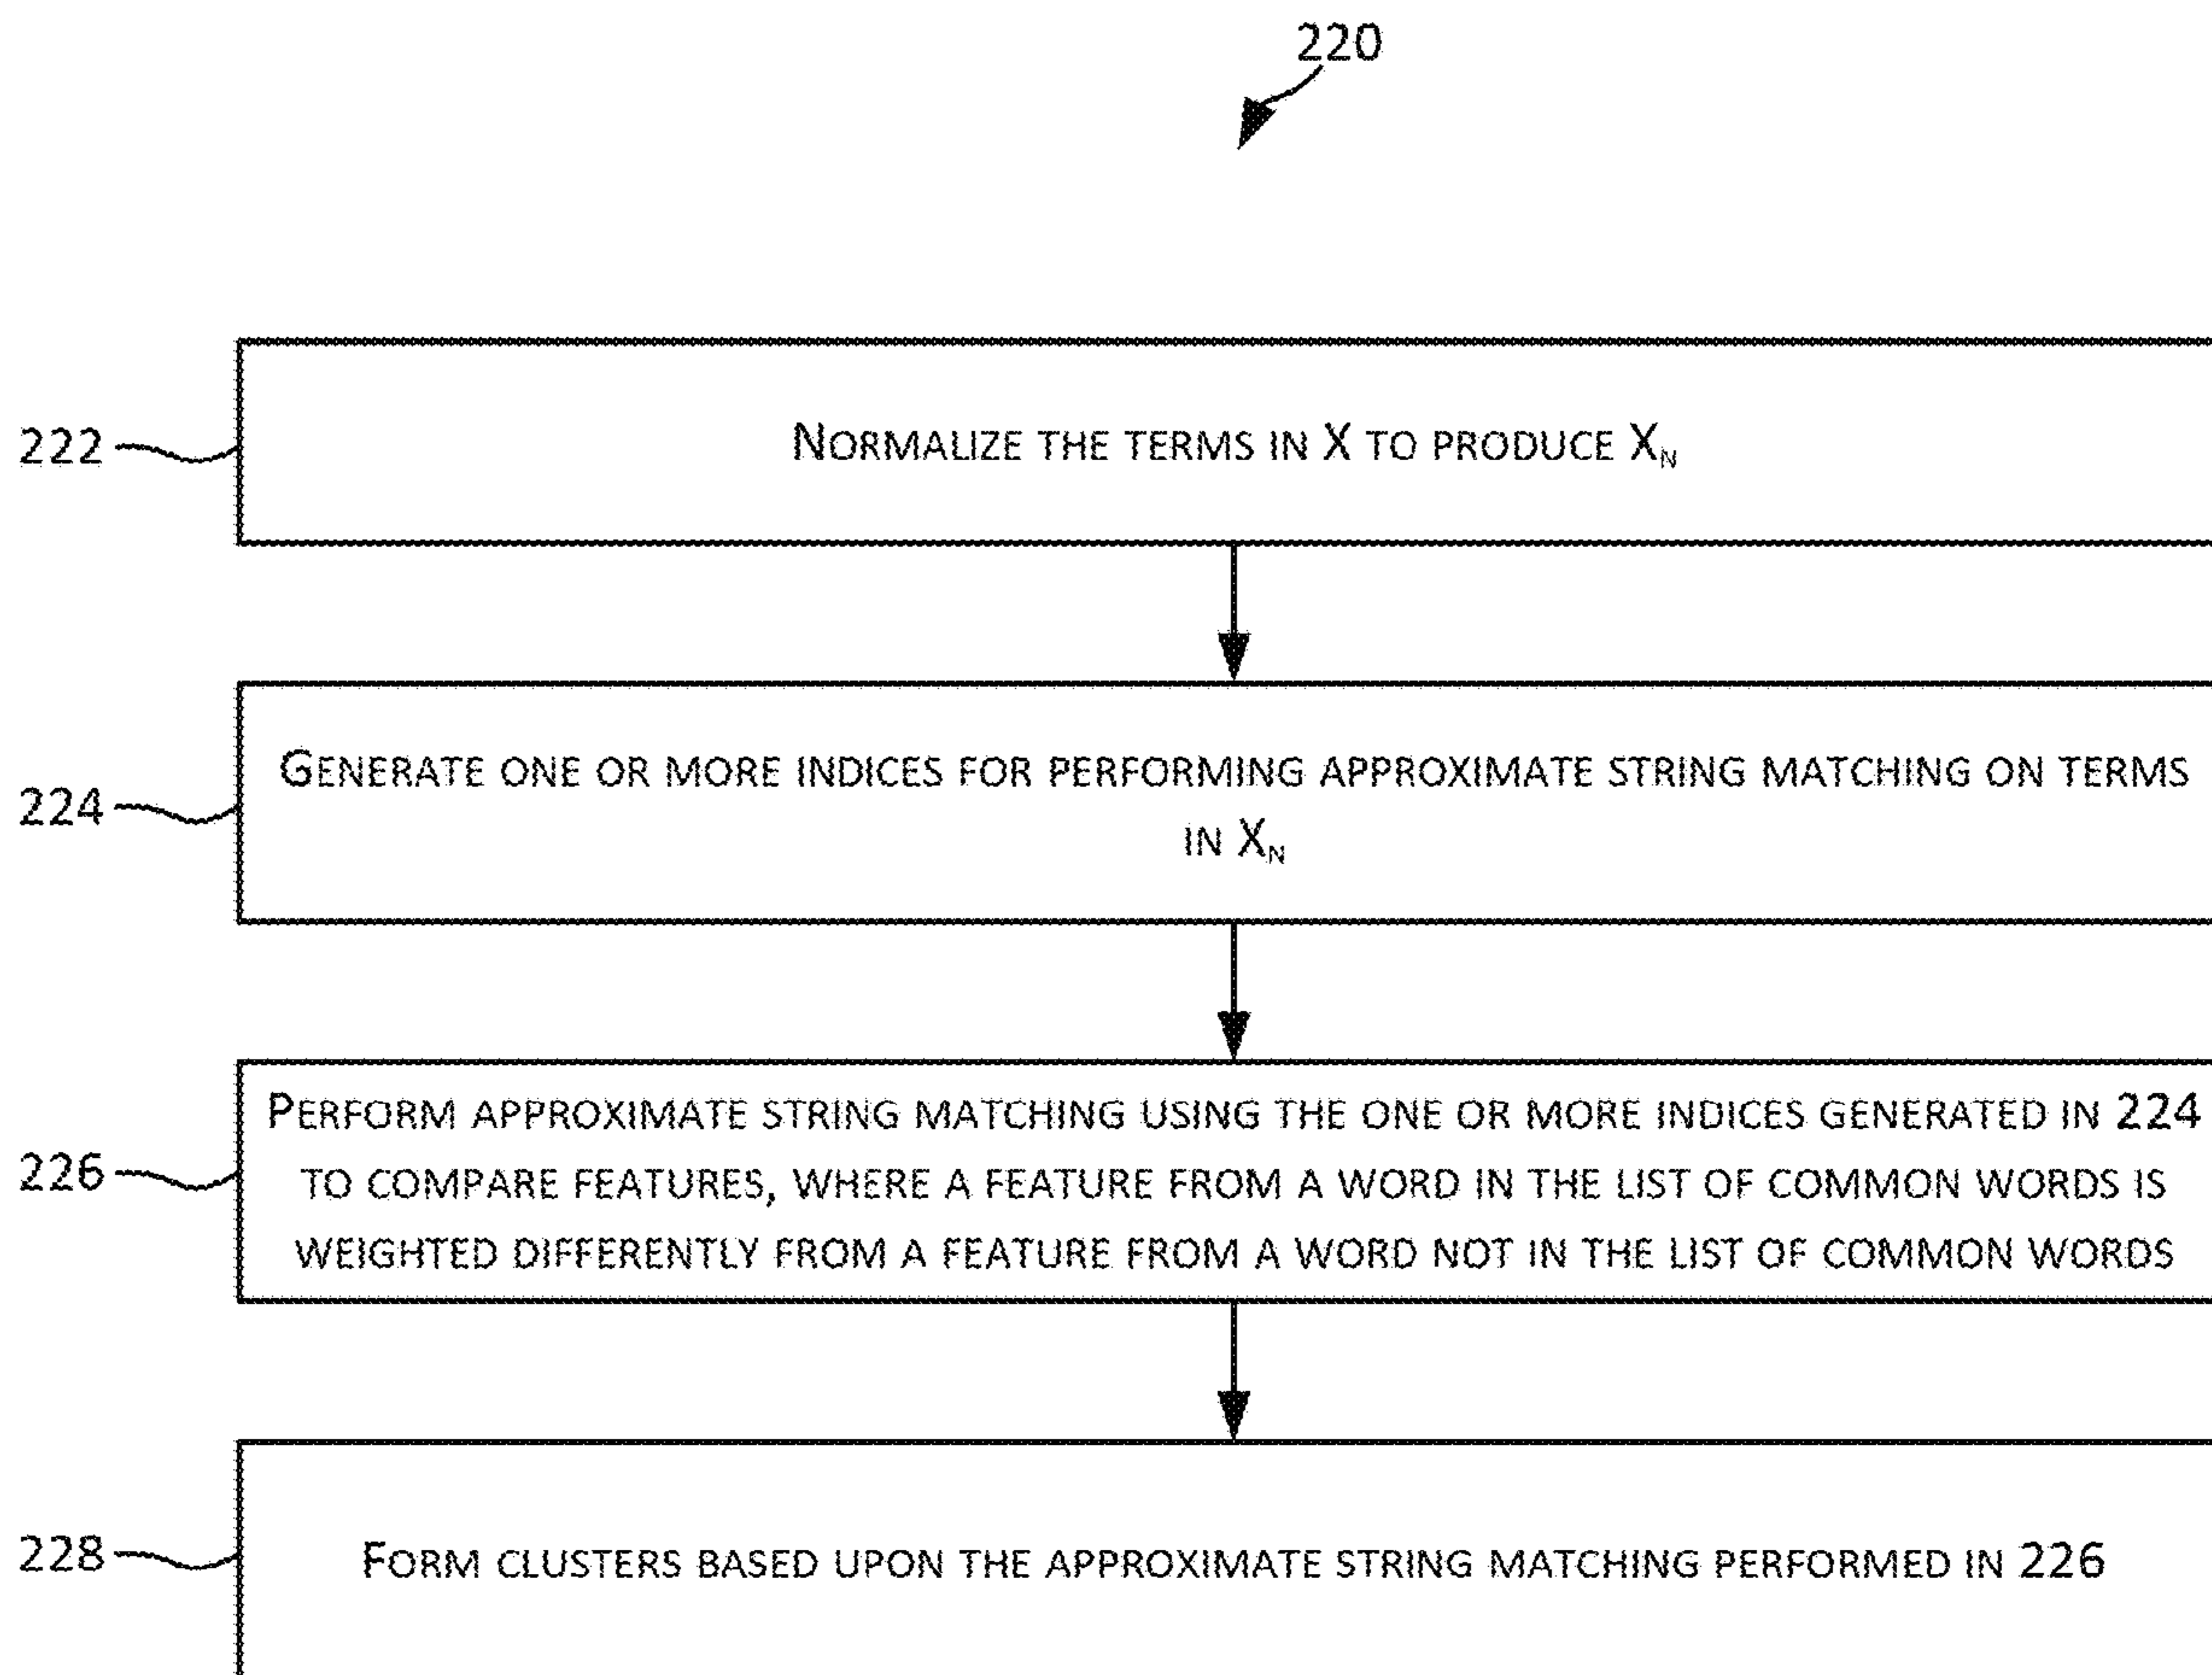 220
222
NORMALIZE THE TERMS IN X TO PRODUCE XN
224
GENERATE ONE OR MORE INDICES FOR PERFORMING APPROXIMATE STRING MATCHING ON TERMS
IN XN
226
PERFORM APPROXIMATE STRING MATCHING USING THE ONE OR MORE INDICES GENERATED IN 224
TO COMPARE FEATURES, WHERE A FEATURE FROM A WORD IN THE LIST OF COMMON WORDS IS
WEIGHTED DIFFERENTLY FROM A FEATURE FROM A WORD NOT IN THE LIST OF COMMON WORDS
228
FORM CLUSTERS BASED UPON THE APPROXIMATE STRING MATCHING PERFORMED IN 226